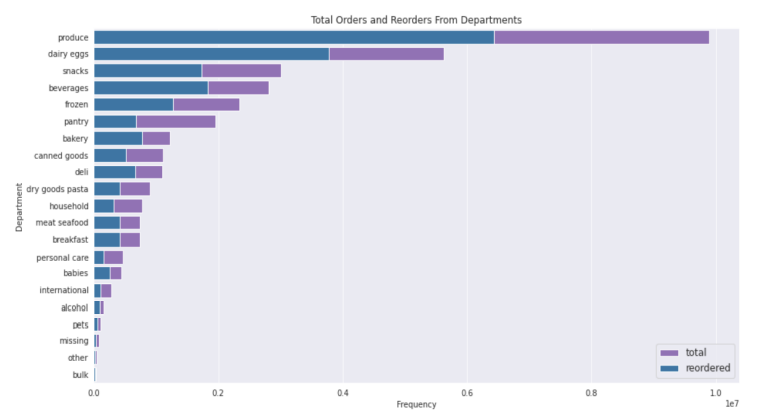 Total Orders and Reorders From Departments
Department
produce
dairy eggs
snacks
beverages
frozen
pantry
bakery
canned goods
deli
dry goods pasta
household
meat seafood
breakfast
personal care
babies
international
alcohol
pets
missing
other
bulk
total
reordered
0.0 0.2 0.4 0.6 0.8 1.0
1e7
Frequency